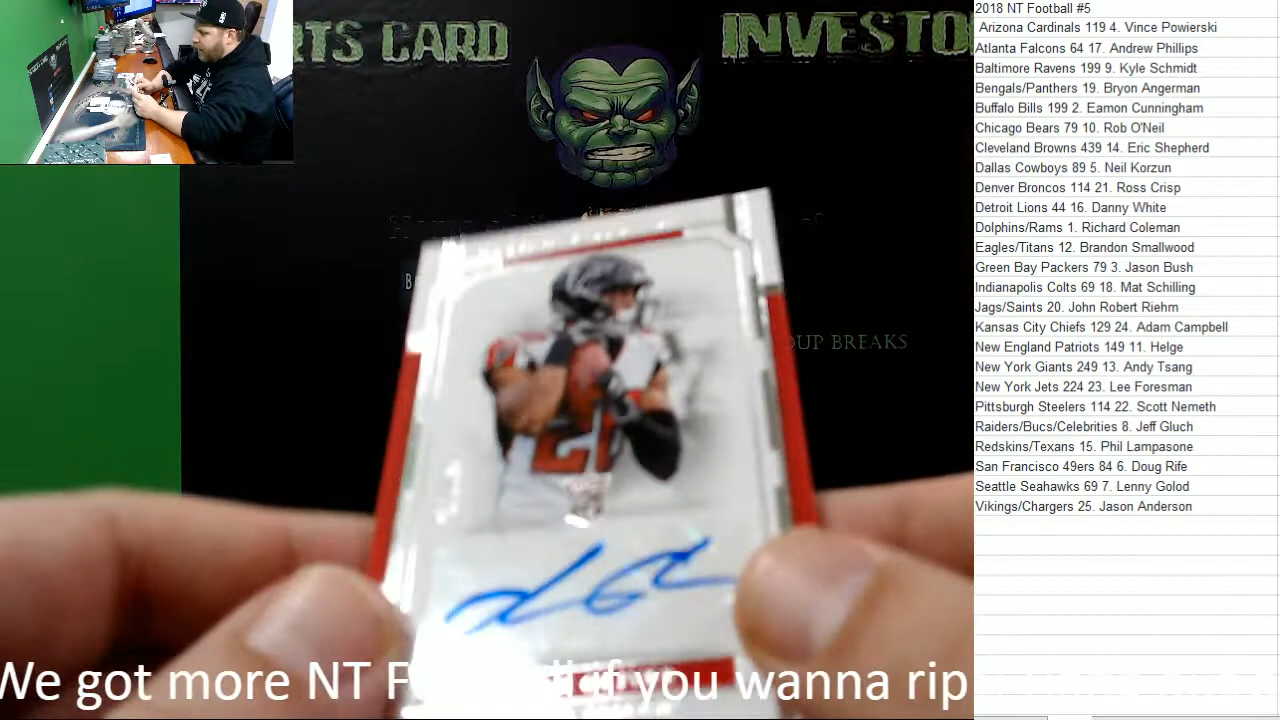 RTS CARD INVESTO
OUP BREAKS
We got more NT F if you wanna rip
2018 NT Football #5
Arizona Cardinals 119 4. Vince Powierski
Atlanta Falcons 64 17. Andrew Phillips
Baltimore Ravens 199 9. Kyle Schmidt
Bengals/Panthers 19. Bryon Angerman
Buffalo Bills 199 2. Eamon Cunningham
Chicago Bears 79 10. Rob O'Neil
Cleveland Browns 439 14. Eric Shepherd
Dallas Cowboys 89 5. Neil Korzun
Denver Broncos 114 21. Ross Crisp
Detroit Lions 44 16. Danny White
Dolphins/Rams 1. Richard Coleman
Eagles/Titans 12. Brandon Smallwood
Green Bay Packers 79 3. Jason Bush
Indianapolis Colts 69 18. Mat Schilling
Jags/Saints 20. John Robert Riehm
Kansas City Chiefs 129 24. Adam Campbell
New England Patriots 149 11. Helge
New York Giants 249 13. Andy Tsang
New York Jets 224 23. Lee Foresman
Pittsburgh Steelers 114 22. Scott Nemeth
Raiders/Bucs/Celebrities 8. Jeff Gluch
Redskins/Texans 15. Phil Lampasone
San Francisco 49ers 84 6. Doug Rife
Seattle Seahawks 69 7. Lenny Golod
Vikings/Chargers 25. Jason Anderson